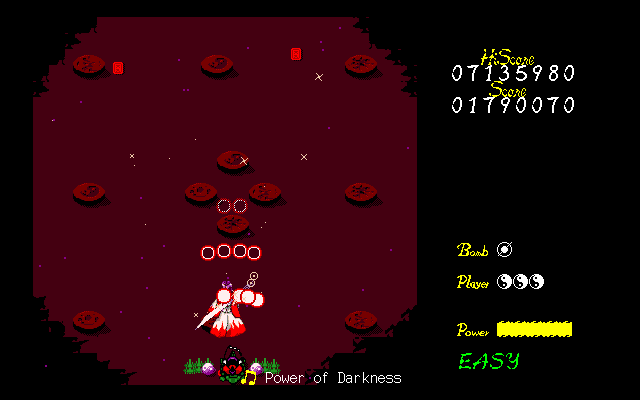 HiScore
07135980
Score
01790070
Bomb
Player
Power
EASY
Power of Darkness